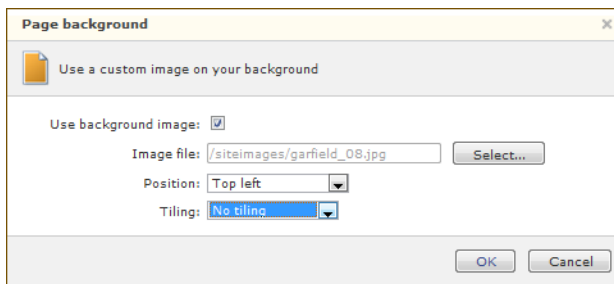 Page background
Use a custom image on your background
Use background image:
Image file: /siteimages/garfield_08.jpg Select...
Position: Top left
Tiling: No tiling
OK Cancel